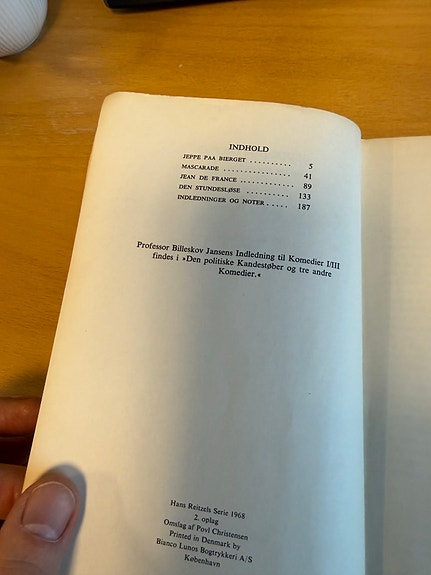 INDHOLD
JEPPE PAA BIERGET .......... 5
MASCARADE ................ 41
JEAN DE FRANCE ............. 89
DEN STUNDESLØSE .......... 133
INDLEDNINGER OG NOTER ..... 187
Professor Billeskov Jansens Indledning til Komedier I/III
findes i »Den politiske Kandestøber og tre andre
Komedier.«
Hans Reitzels Serie 1968
2. oplag
Omslag af Povl Christensen
Printed in Denmark by
Bianco Lunos Bogtrykkeri A/S
København